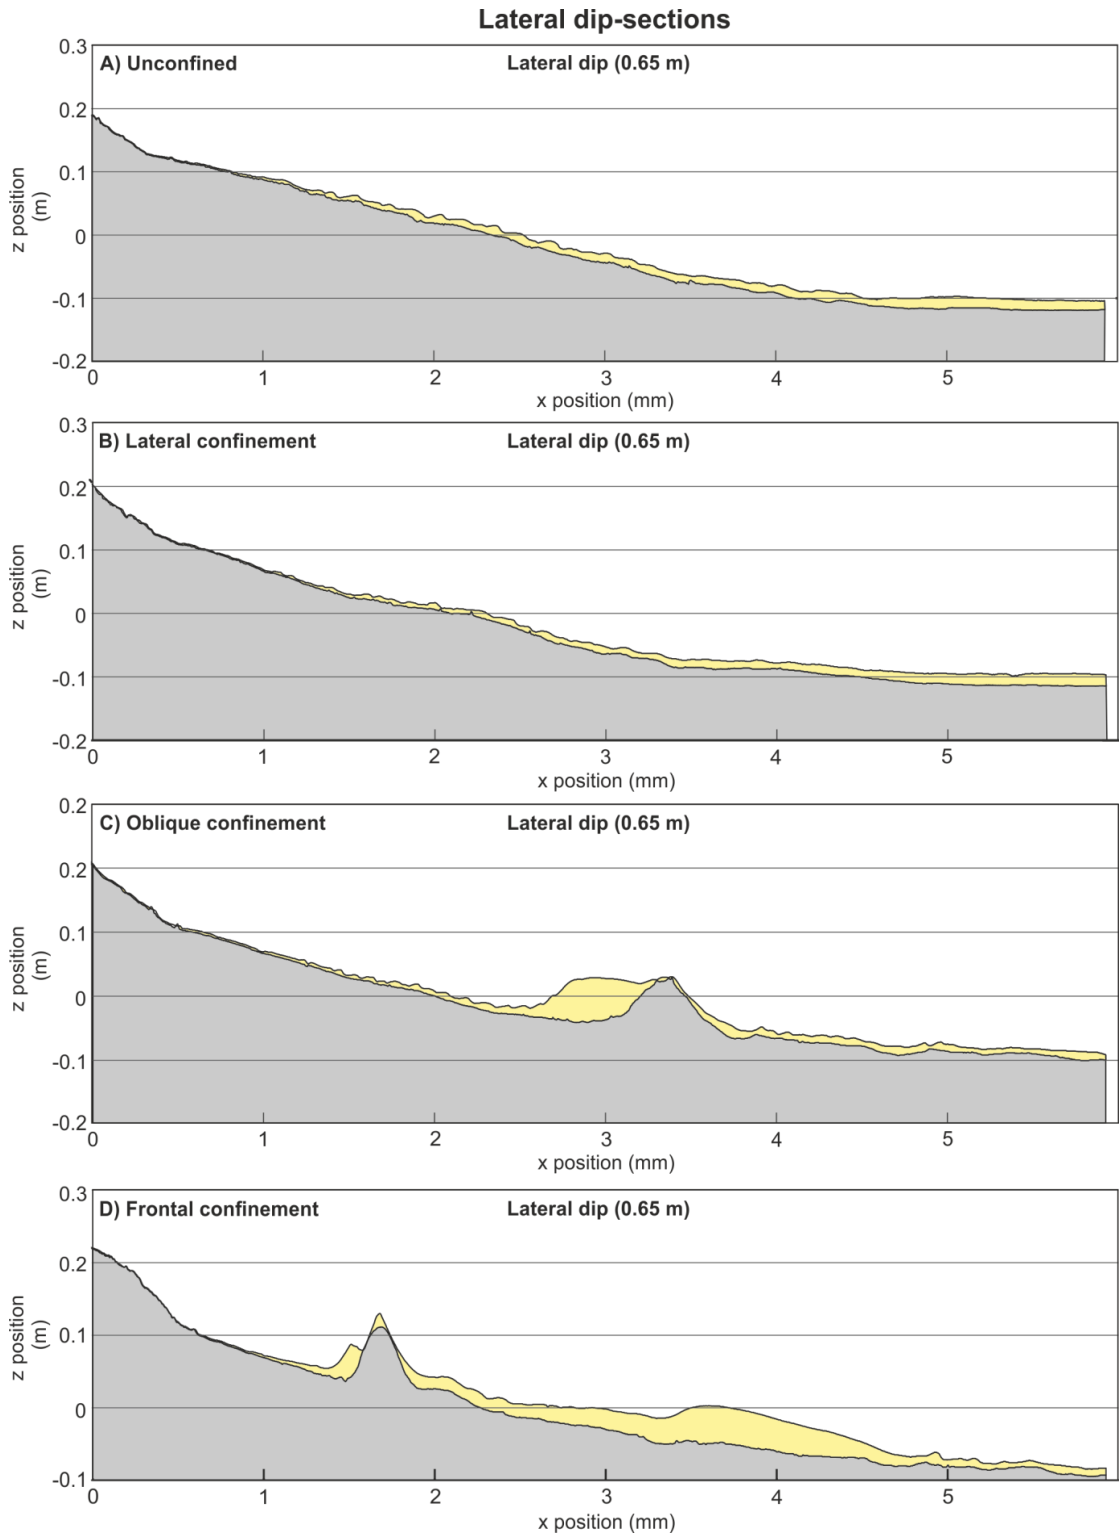 Lateral dip-sections
A) Unconfined
Lateral dip (0.65 m)
0.3
0.2
0.1
0
-0.1
-0.2
z position
(m)
0 1 2 3 4 5
x position (mm)
B) Lateral confinement
Lateral dip (0.65 m)
0.3
0.2
0.1
0
-0.1
-0.2
z position
(m)
0 1 2 3 4 5
x position (mm)
C) Oblique confinement
Lateral dip (0.65 m)
0.2
0.2
0.1
0
-0.1
-0.2
z position
(m)
0 1 2 3 4 5
x position (mm)
D) Frontal confinement
Lateral dip (0.65 m)
0.3
0.2
0.1
0
-0.1
z position
(m)
0 1 2 3 4 5
x position (mm)